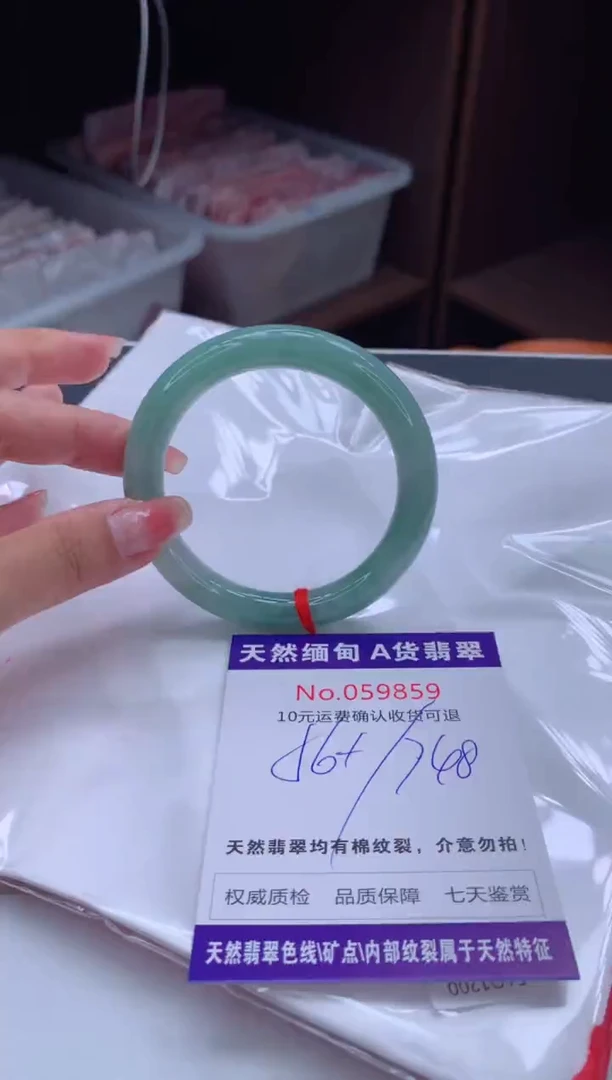 天然缅甸 A货翡翠
No.059859
10元运费确认收货可退
56+/748
天然翡翠均有棉纹裂，介意勿拍!
权威质检 品质保障 七天鉴赏
天然翡翠色线\矿点\内部纹裂属于天然特征